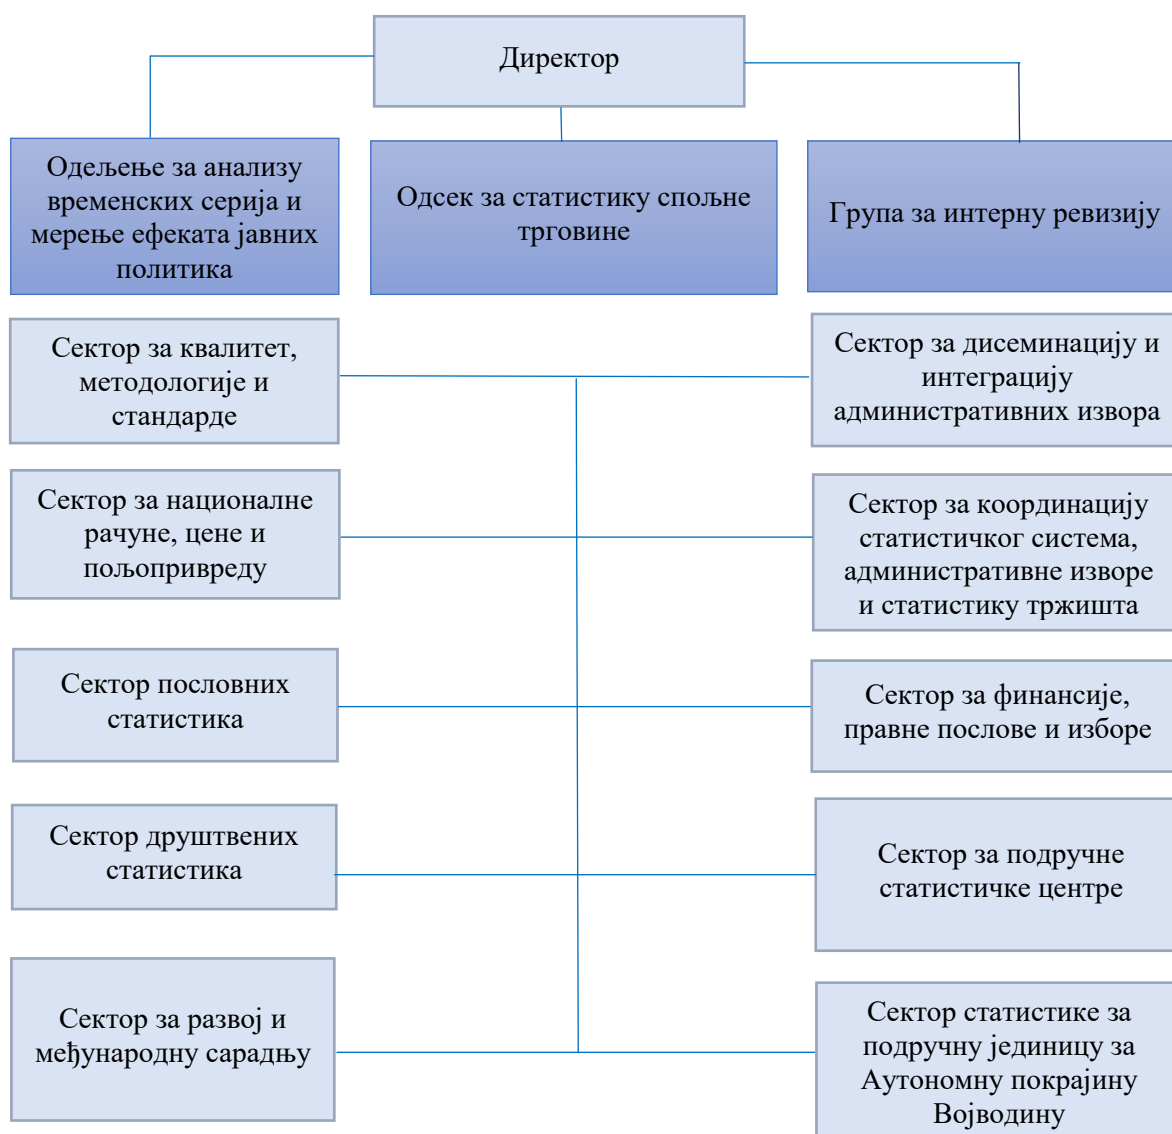 Директор
Одељење за анализу
временских серија и
мерење ефеката јавних
политика
Одсек за статистику спољне
трговине
Група за интерну ревизију
Сектор за квалитет,
методологије и
стандарде
Сектор за дисеминацију и
интеграцију
административних извора
Сектор за националне
рачуне, цене и
пољопривреду
Сектор за координацију
статистичког система,
административне изворе
и статистику тржишта
Сектор пословних
статистика
Сектор за финансије,
правне послове и изборе
Сектор друштвених
статистика
Сектор за подручне
статистичке центре
Сектор за развој и
међународну сарадњу
Сектор статистике за
подручну јединицу за
Аутономну покрајину
Војводину